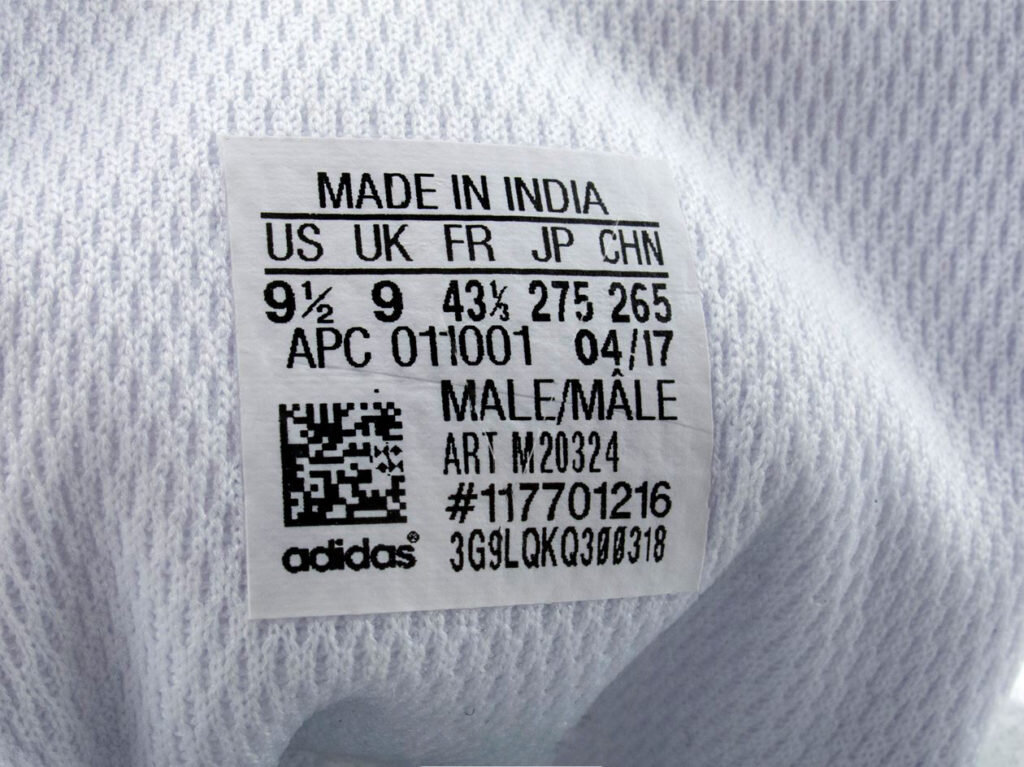 MADE IN INDIA
US UK FR JP CHN
9½ 9 43⅓ 275 265
APC 011001 04/17
MALE/MÂLE
ART M20324
#117701216
adidas® 3G9LQKQ300318